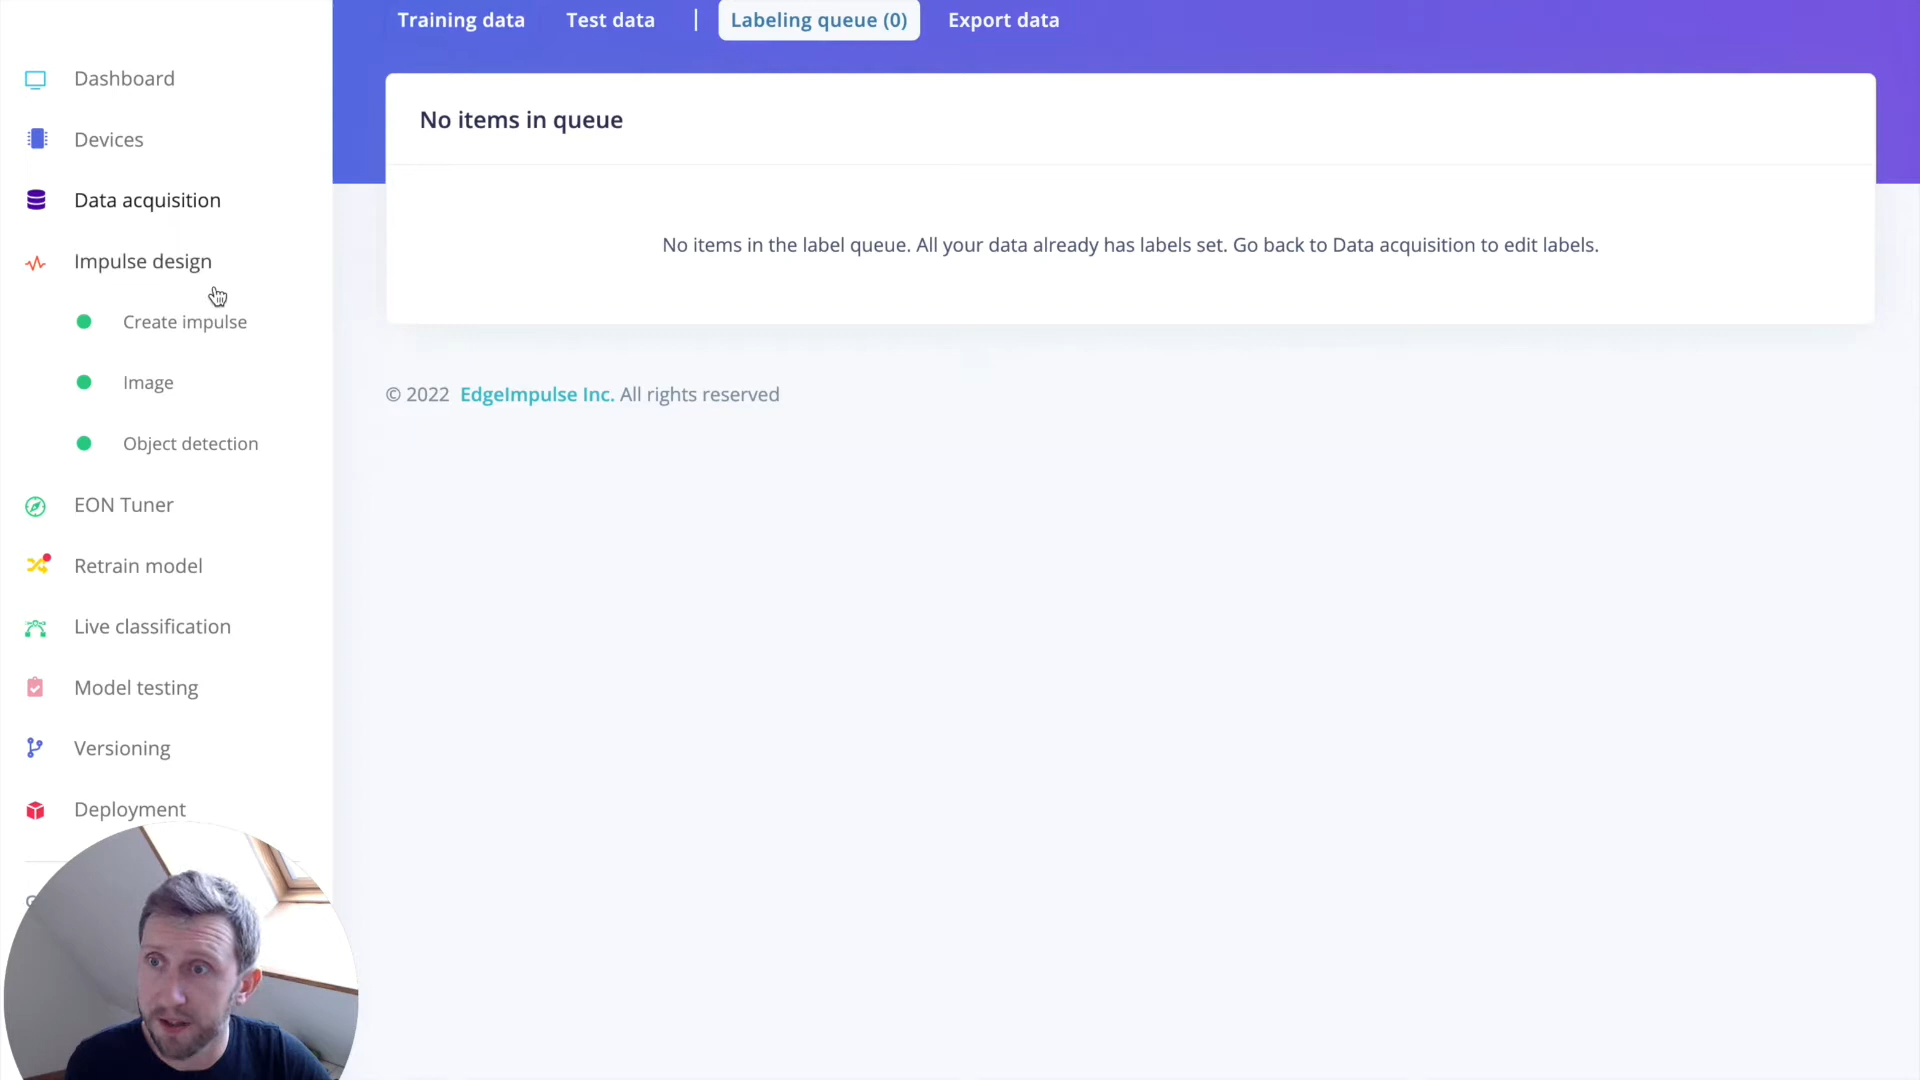 Training data Test data | Labeling queue (0) Export data
Dashboard
Devices
Data acquisition
Impulse design
Create impulse
Image
Object detection
EON Tuner
Retrain model
Live classification
Model testing
Versioning
Deployment
No items in queue
No items in the label queue. All your data already has labels set. Go back to Data acquisition to edit labels.
© 2022 EdgeImpulse Inc. All rights reserved